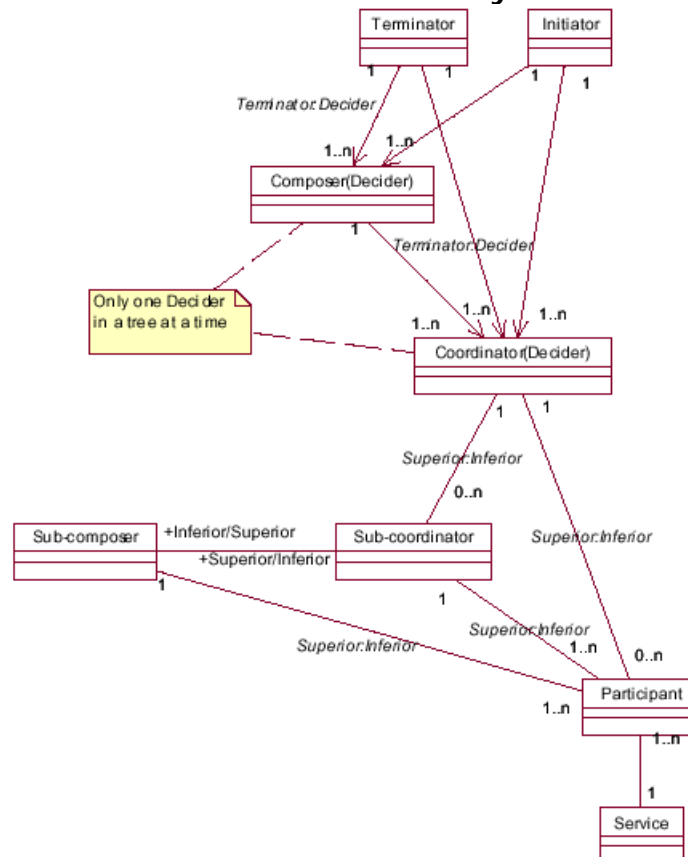 Terminator
Initiator
1
1
1
1
Terminator:Decider
1..n
1..n
Composer(Decider)
1
Terminator:Decider
Only one Decider
in a tree at a time
1..n
1..n
1..n
Coordinator(Decider)
1
1
Superior:Inferior
0..n
Sub-composer
+Inferior/Superior
+Superior/Inferior
Sub-coordinator
Superior:Inferior
1
1
Superior:Inferior
Superior:Inferior
1..n
0..n
Participant
1..n
1..n
1
Service